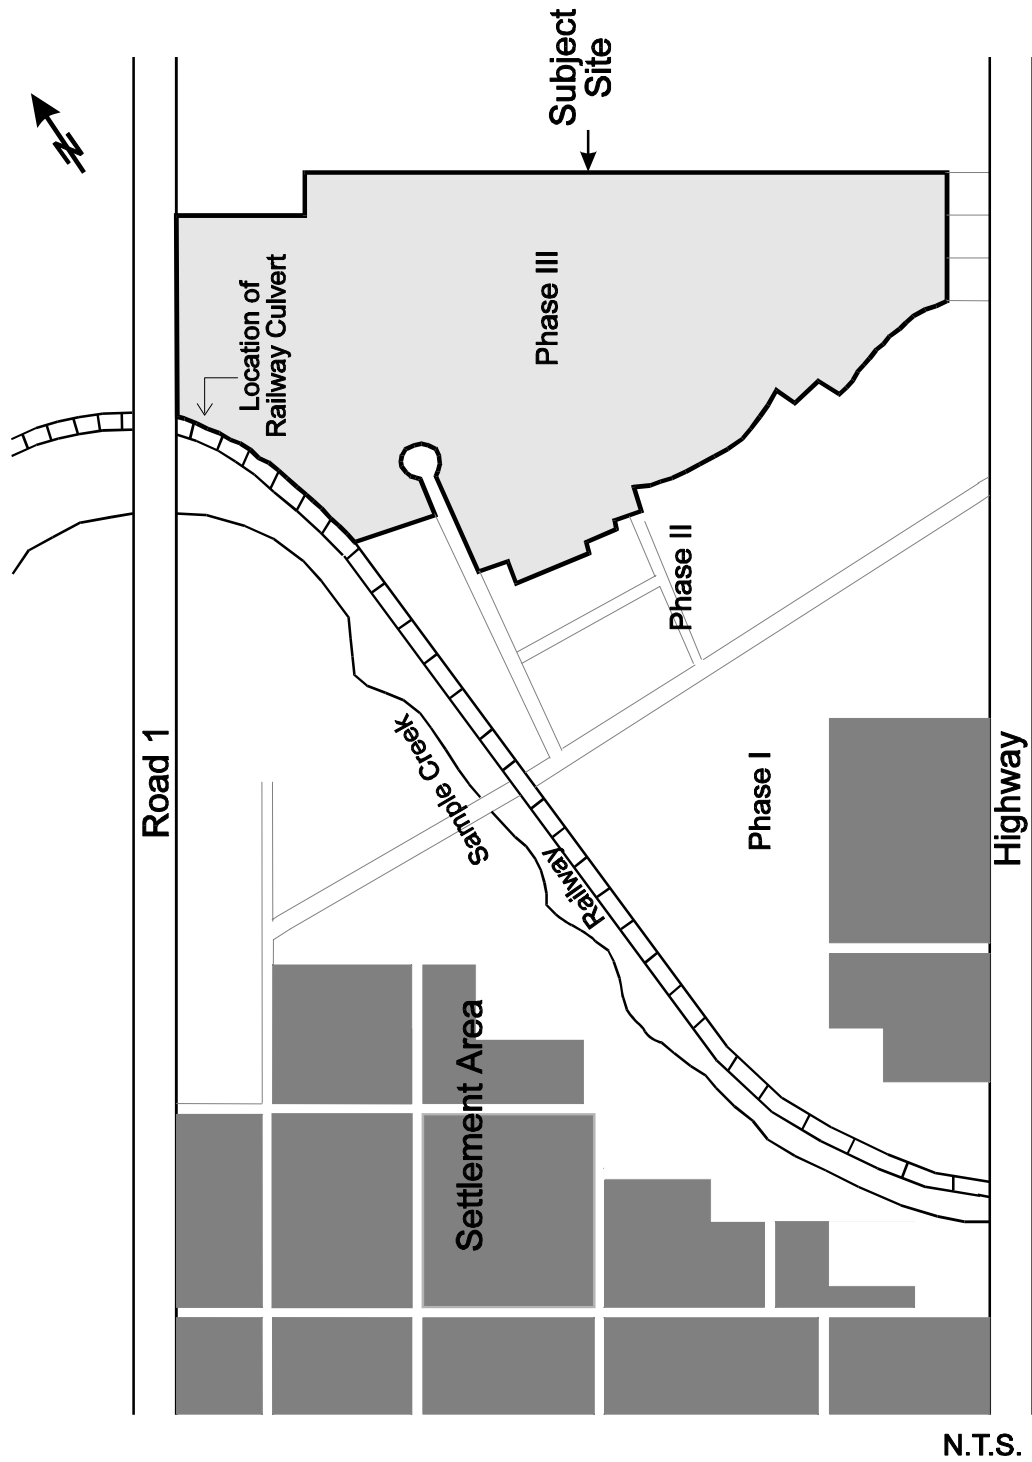 Subject
Site
N
Location of
Railway Culvert
Phase III
Phase II
Road 1
Sample Creek
Railway
Phase I
Highway
Settlement Area
N.T.S.